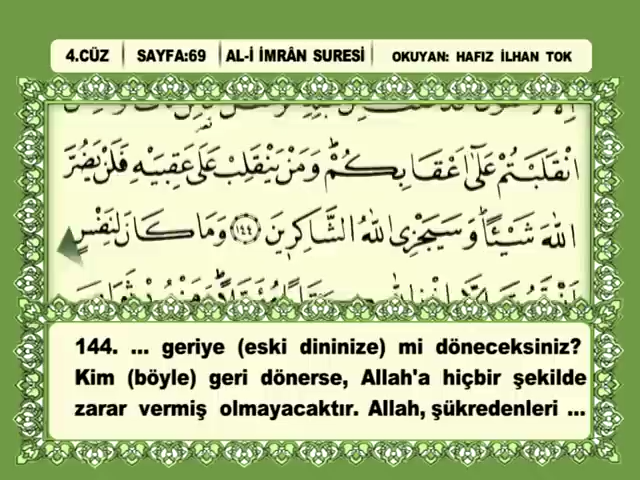 4.CÜZ SAYFA:69 AL-İ İMRÂN SURESİ OKUYAN: HAFIZ İLHAN TOK
انْقَلَبْتُمْ عَلٰٓى اَعْقَابِكُمْۜ وَمَنْ يَنْقَلِبْ عَلٰى عَقِبَيْهِ فَلَنْ يَضُرَّ
اللّٰهَ شَيْـًٔاۜ وَسَيَجْزِى اللّٰهُ الشَّاكِر۪ينَ ﴿١٤٤﴾ وَمَا كَانَ لِنَفْسٍ
144. ... geriye (eski dininize) mi döneceksiniz?
Kim (böyle) geri dönerse, Allah'a hiçbir şekilde
zarar vermiş olmayacaktır. Allah, şükredenleri ...